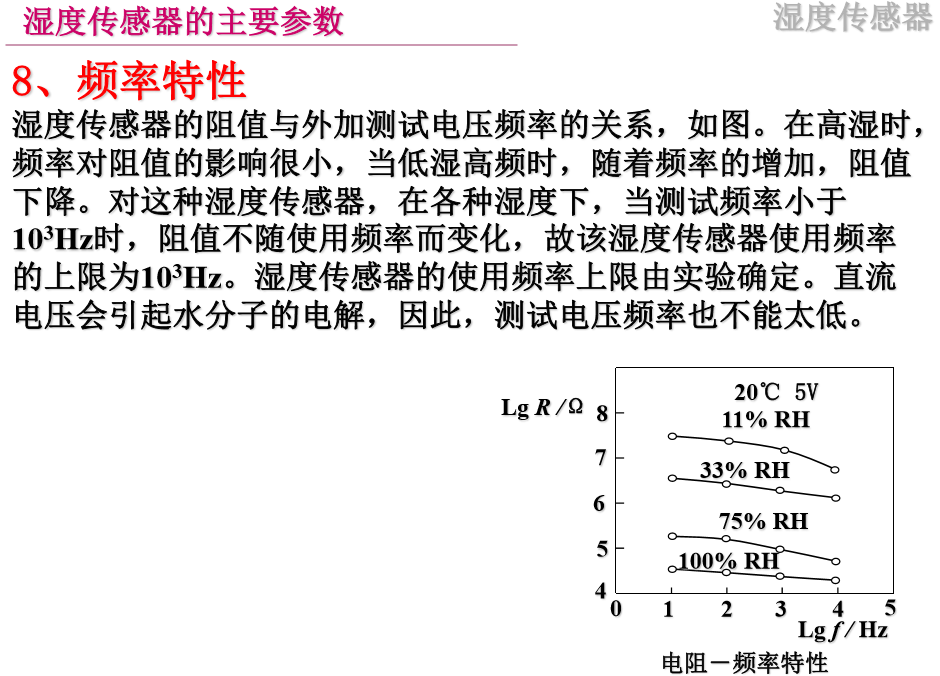 湿度传感器的主要参数
湿度传感器
8、频率特性
湿度传感器的阻值与外加测试电压频率的关系，如图。在高湿时，
频率对阻值的影响很小，当低湿高频时，随着频率的增加，阻值
下降。对这种湿度传感器，在各种湿度下，当测试频率小于
10³Hz时，阻值不随使用频率而变化，故该湿度传感器使用频率
的上限为10³Hz。湿度传感器的使用频率上限由实验确定。直流
电压会引起水分子的电解，因此，测试电压频率也不能太低。
20℃ 5V
Lg R /Ω
8
11% RH
7
33% RH
6
75% RH
5
100% RH
4
0 1 2 3 4 5
Lg f / Hz
电阻－频率特性